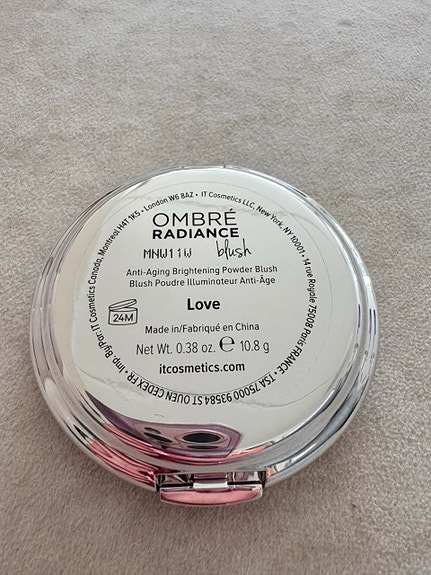 Imp. By/Par: IT Cosmetics Canada, Montreal H4T 1K5 • London W6 8AZ • IT Cosmetics LLC, New York, NY 10001 • 14 rue Royale 75008 Paris FRANCE • TSA 75000 93584 ST OUEN CEDEX FR •
OMBRÉ
RADIANCE
MNW11W blush
Anti-Aging Brightening Powder Blush
Blush Poudre Illuminateur Anti-Âge
Love
24M
Made in/Fabriqué en China
Net Wt. 0.38 oz. ℮ 10.8 g
itcosmetics.com